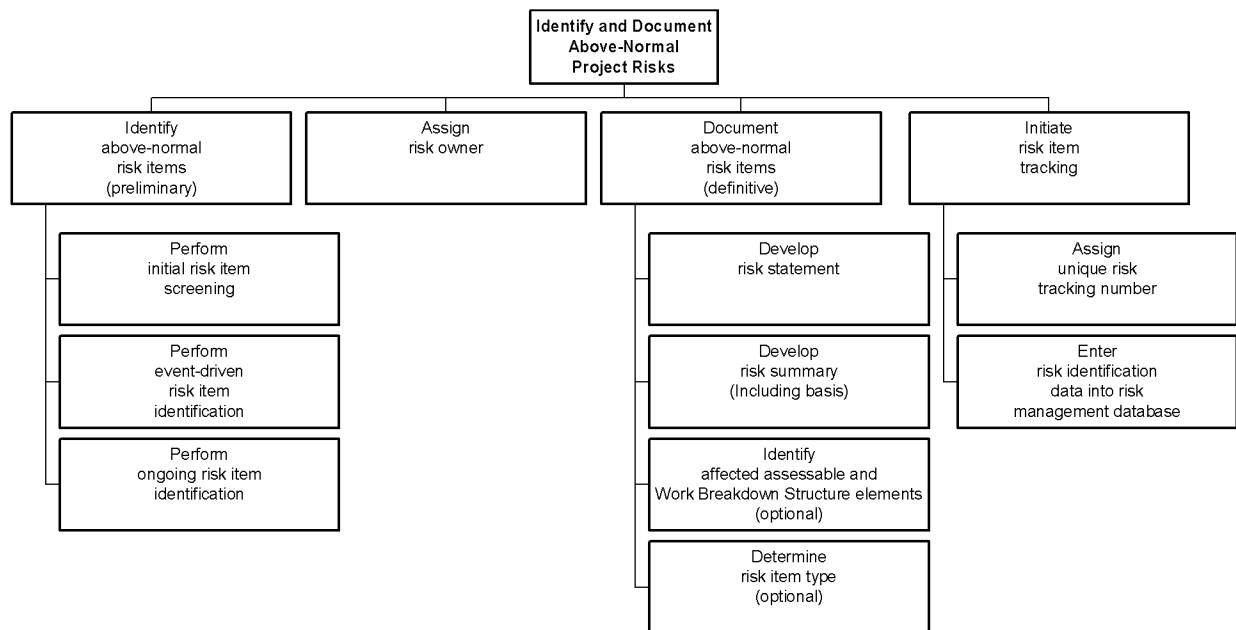 Identify and Document
Above-Normal
Project Risks
Identify
above-normal
risk items
(preliminary)
Assign
risk owner
Document
above-normal
risk items
(definitive)
Initiate
risk item
tracking
Perform
initial risk item
screening
Perform
event-driven
risk item
identification
Perform
ongoing risk item
identification
Develop
risk statement
Develop
risk summary
(Including basis)
Identify
affected assessable and
Work Breakdown Structure elements
(optional)
Determine
risk item type
(optional)
Assign
unique risk
tracking number
Enter
risk identification
data into risk
management database